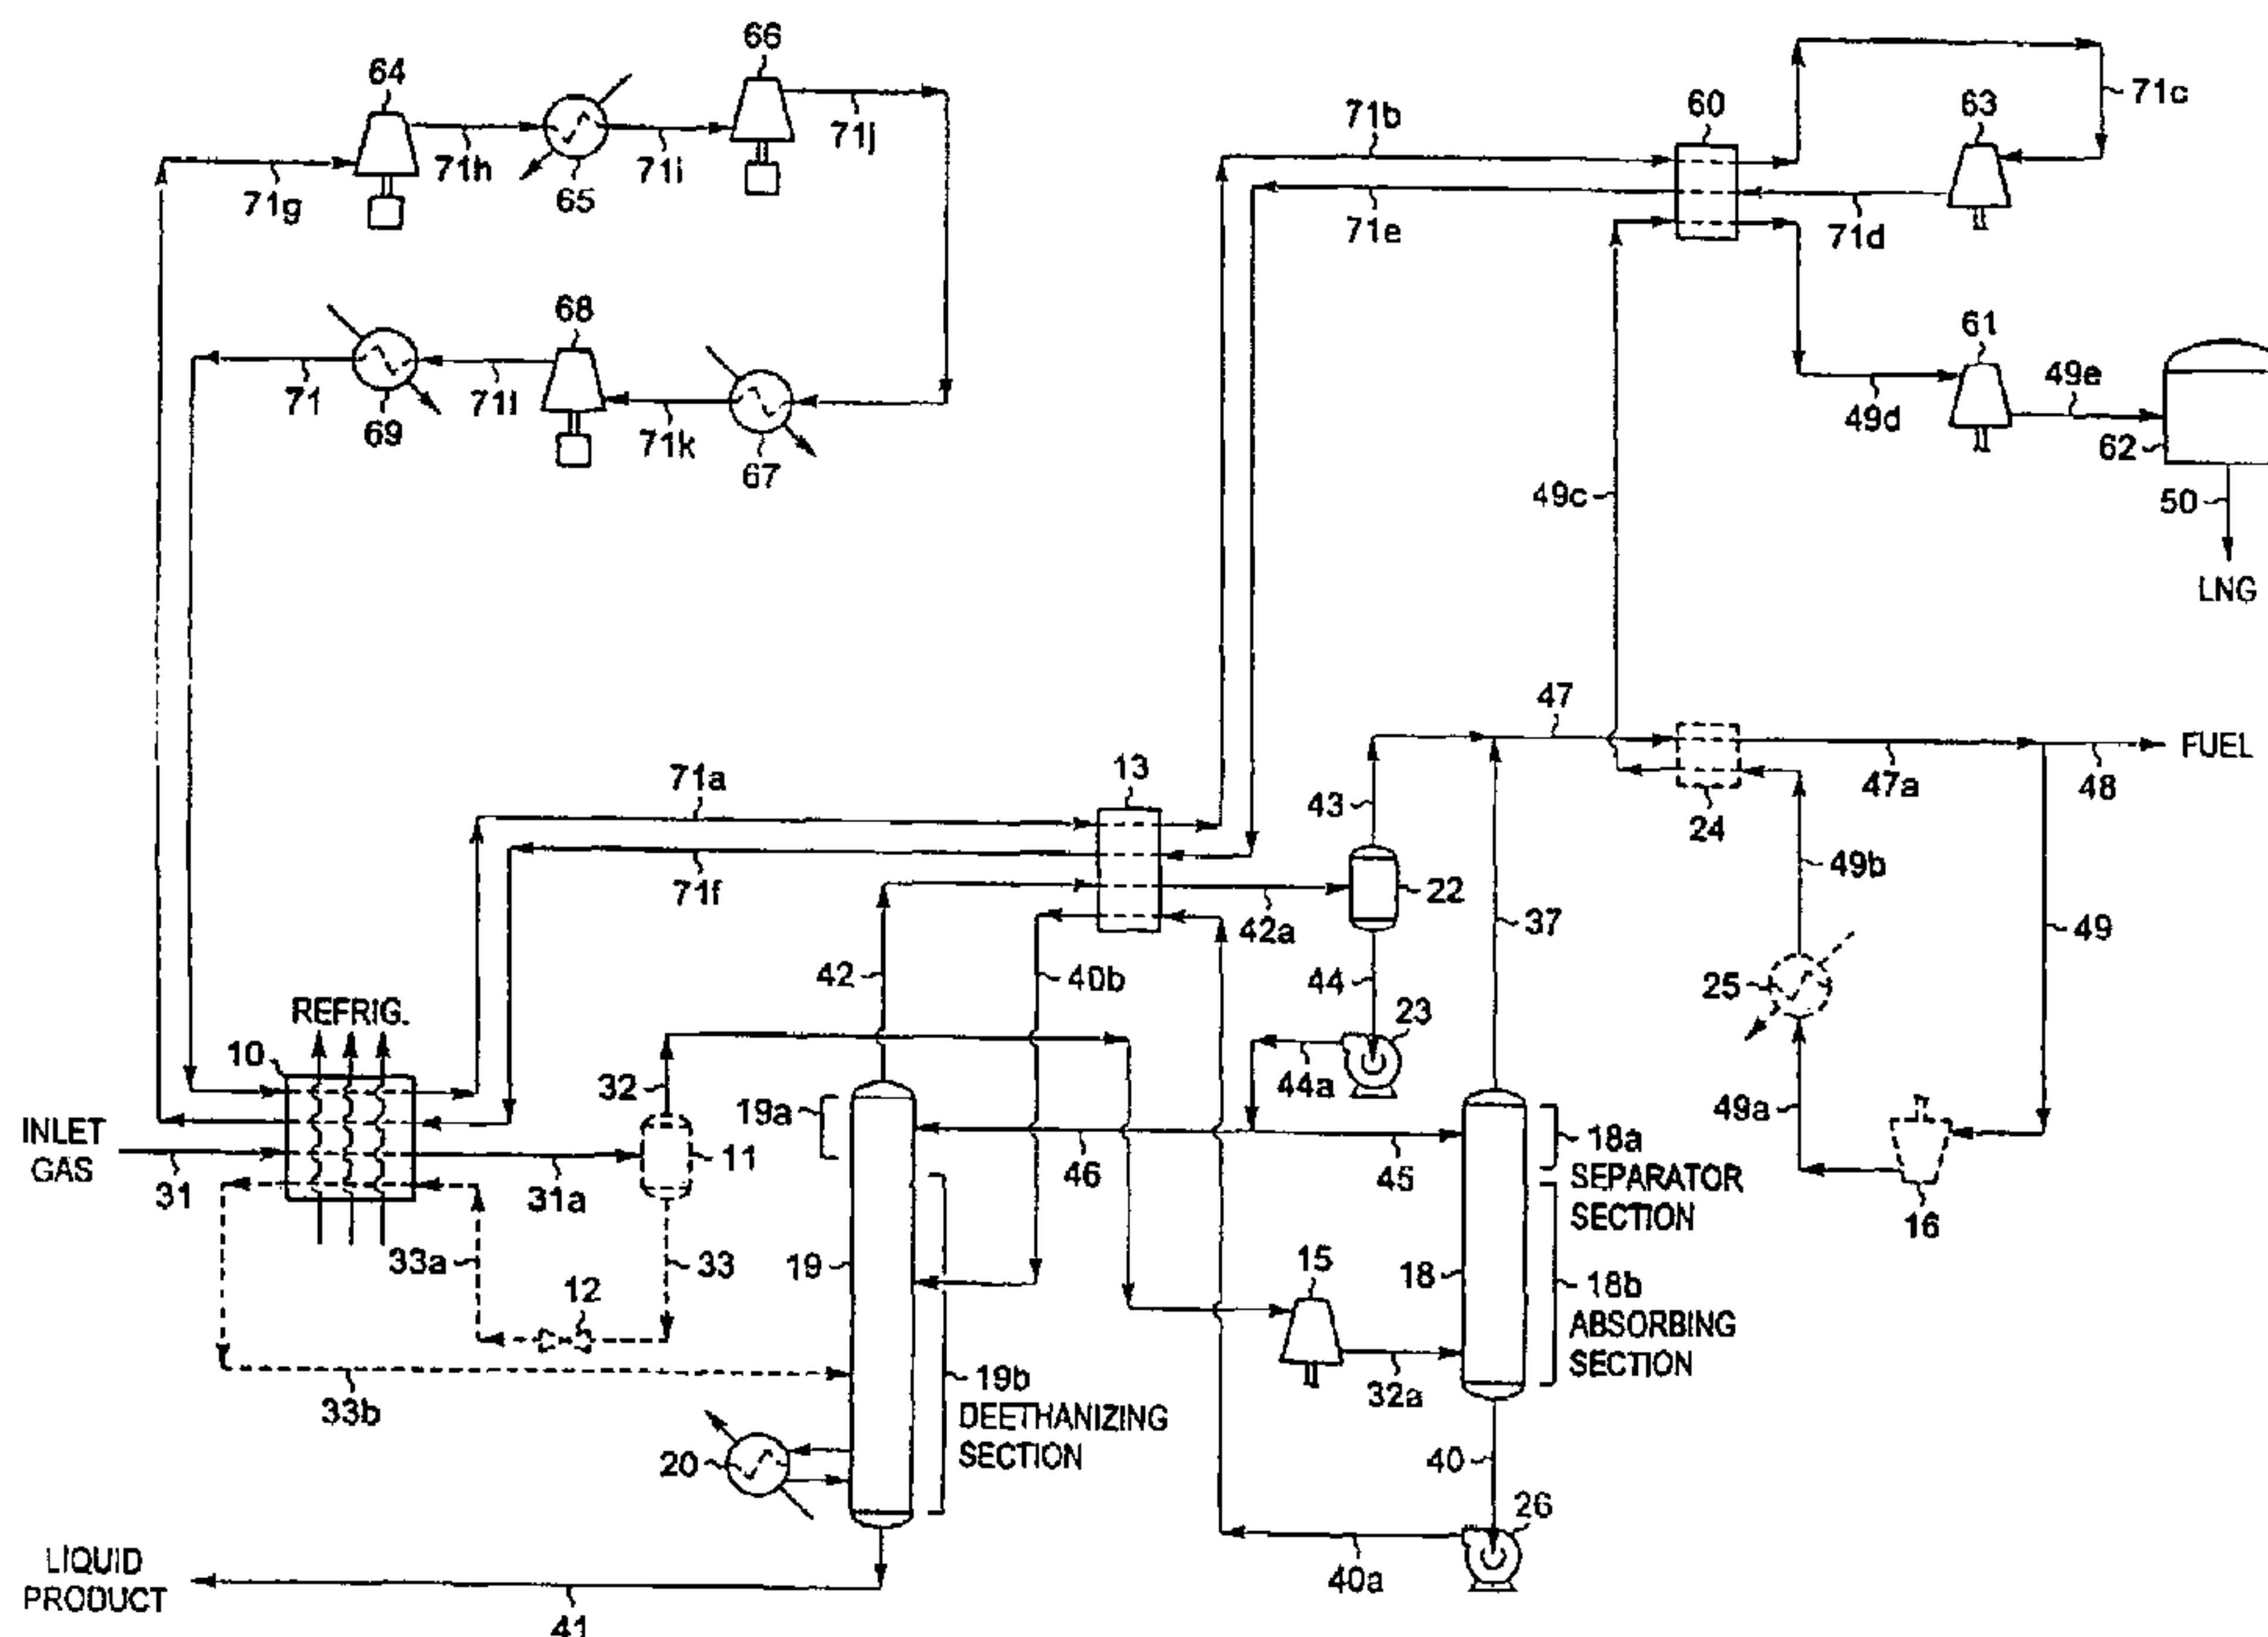 66
64
71c
60
63
71b
71h
71j
71i
65
71g
71e
71d
68
61
49e
71
71l
69
71k
67
49d
62
49c
50
LNG
47
71a
13
FUEL
43
47a
48
24
49b
71f
22
42a
37
49
42
40b
44
25
REFRIG.
23
10
32
44a
19a
49a
INLET
GAS
11
18a
SEPARATOR
SECTION
31
31a
46
45
16
33a
33
19
15
18
12
18b
ABSORBING
SECTION
19b
DEETHANIZING
SECTION
32a
33b
20
40
26
LIQUID
PRODUCT
40a
41